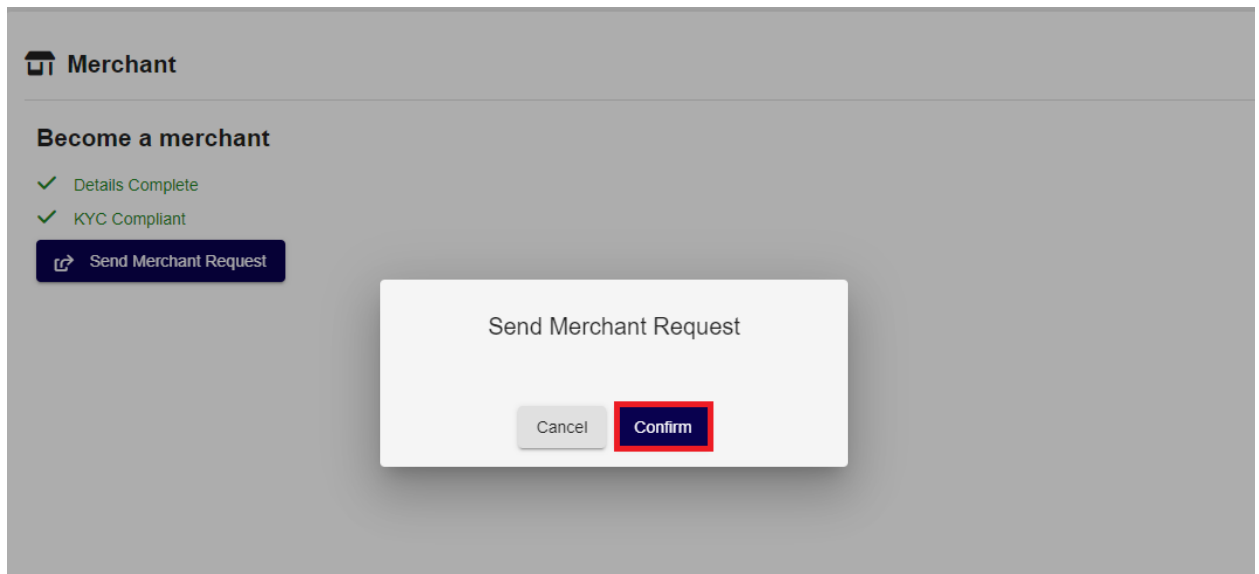 Merchant
Become a merchant
Details Complete
KYC Compliant
Send Merchant Request
Send Merchant Request
Cancel
Confirm